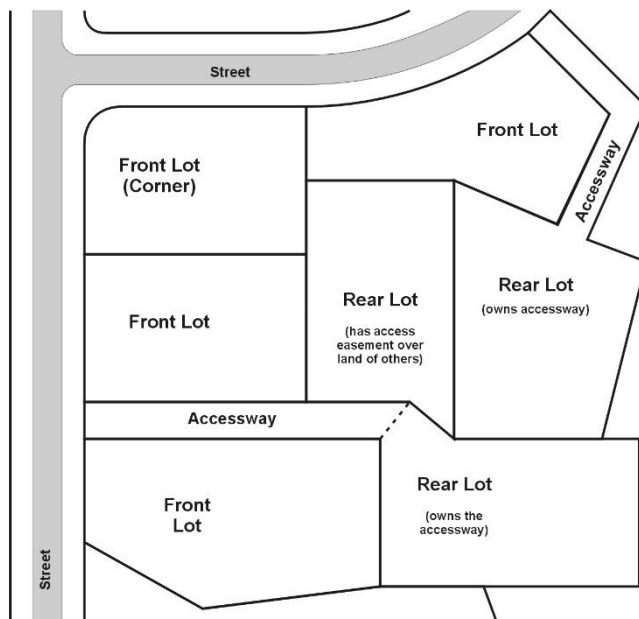 Street
Front Lot
Front Lot
(Corner)
Accessway
Rear Lot
(owns accessway)
Rear Lot
(has access
easement over
land of others)
Front Lot
Accessway
Rear Lot
(owns the
accessway)
Front
Lot
Street